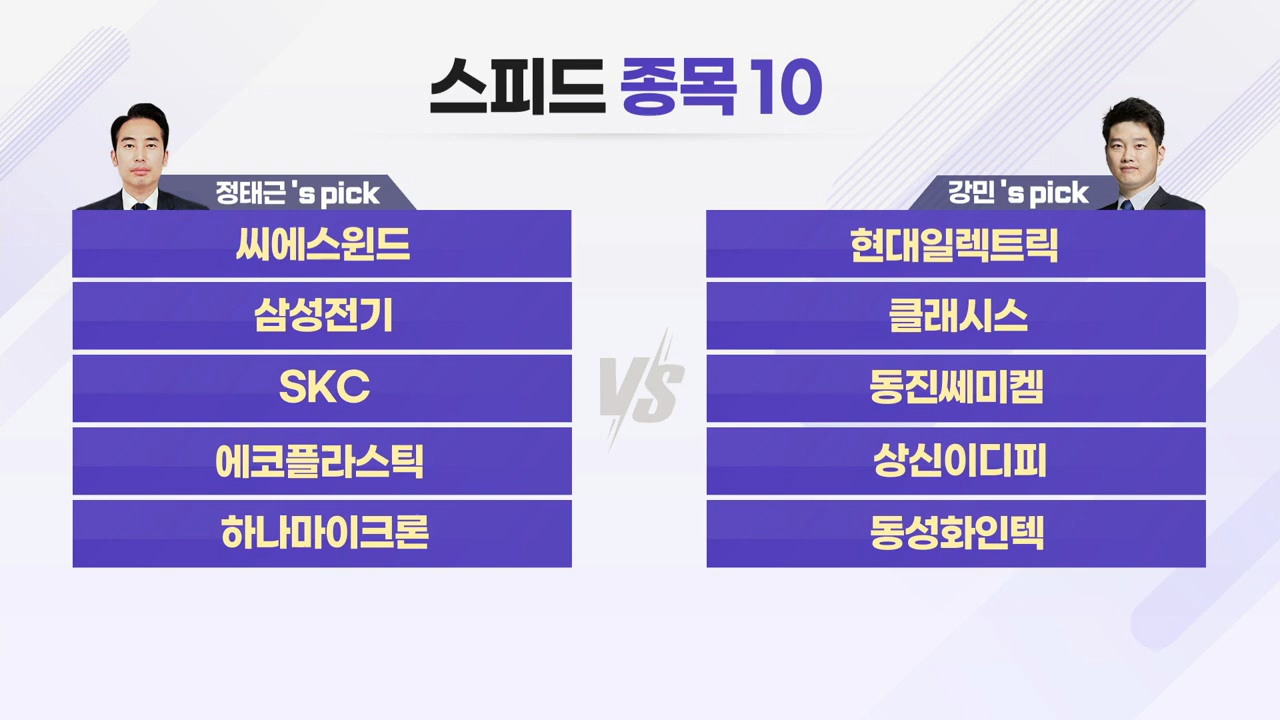 스피드 종목 10
정태근 's pick
씨에스윈드
삼성전기
SKC
에코플라스틱
하나마이크론
VS
강민 's pick
현대일렉트릭
클래시스
동진쎄미켐
상신이디피
동성화인텍